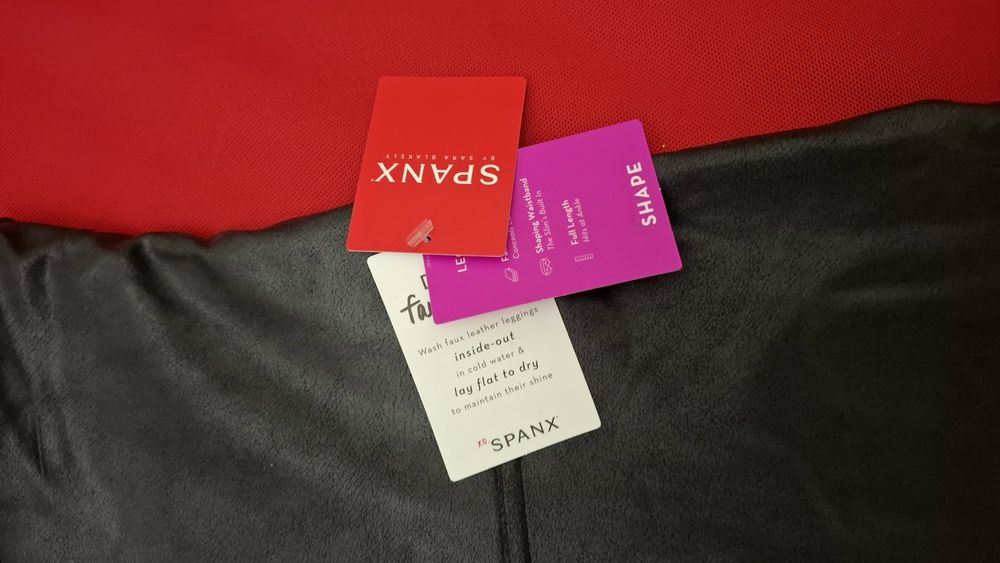 SPANX®
BY SARA BLAKELY
SHAPE
Shaping Waistband
The Slim's Built In
Full Length
Hits at Ankle
Wash faux leather leggings
inside-out
in cold water &
lay flat to dry
to maintain their shine
xo, SPANX®